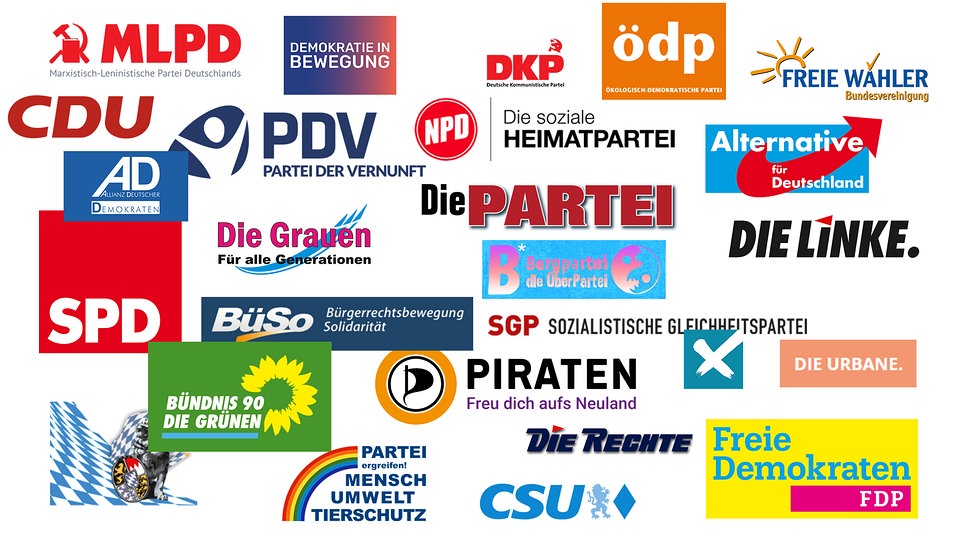 MLPD
Marxistisch-Leninistische Partei Deutschlands
DEMOKRATIE IN
BEWEGUNG
DKP
Deutsche Kommunistische Partei
ödp
ÖKOLOGISCH-DEMOKRATISCHE PARTEI
FREIE WÄHLER
Bundesvereinigung
CDU
PDV
PARTEI DER VERNUNFT
NPD
Die soziale
HEIMATPARTEI
Alternative
für
Deutschland
AD
ALLIANZ DEUTSCHER
DEMOKRATEN
Die PARTEI
Die Grauen
Für alle Generationen
DIE LINKE.
B*
Bergpartei
die ÜberPartei
SPD
BüSo
Bürgerrechtsbewegung
Solidarität
SGP SOZIALISTISCHE GLEICHHEITSPARTEI
BÜNDNIS 90
DIE GRÜNEN
PIRATEN
Freu dich aufs Neuland
DIE URBANE.
DIE RECHTE
Freie
Demokraten
FDP
PARTEI
ergreifen!
MENSCH
UMWELT
TIERSCHUTZ
CSU